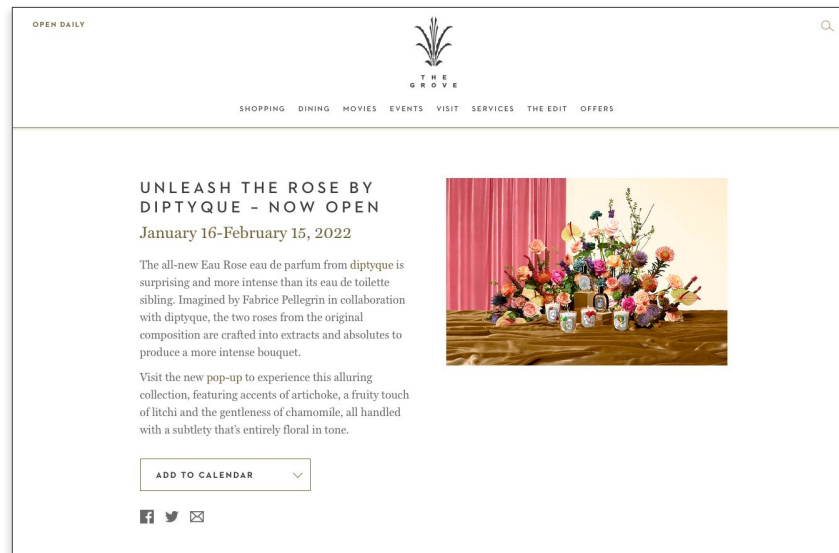 OPEN DAILY
THE
GROVE
SHOPPING DINING MOVIES EVENTS VISIT SERVICES THE EDIT OFFERS
UNLEASH THE ROSE BY
DIPTYQUE – NOW OPEN
January 16-February 15, 2022
The all-new Eau Rose eau de parfum from diptyque is
surprising and more intense than its eau de toilette
sibling. Imagined by Fabrice Pellegrin in collaboration
with diptyque, the two roses from the original
composition are crafted into extracts and absolutes to
produce a more intense bouquet.
Visit the new pop-up to experience this alluring
collection, featuring accents of artichoke, a fruity touch
of litchi and the gentleness of chamomile, all handled
with a subtlety that's entirely floral in tone.
ADD TO CALENDAR